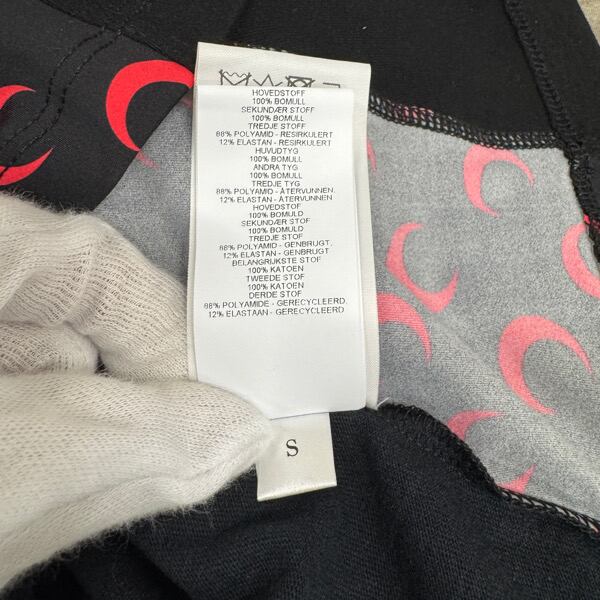 HOVEDSTOFF
100% BOMULL
SEKUNDÆR STOFF
100% BOMULL
TREDJE STOFF
88% POLYAMID - RESIRKULERT
12% ELASTAN - RESIRKULERT
HUVUDTYG
100% BOMULL
ANDRA TYG
100% BOMULL
TREDJE TYG
88% POLYAMID - ÅTERVUNNEN.
12% ELASTAN - ÅTERVUNNEN
HOVEDSTOF
100% BOMULD
SEKUNDÆR STOF
100% BOMULD
TREDJE STOF
88% POLYAMID - GENBRUGT.
12% ELASTAN - GENBRUGT
BELANGRIJKSTE STOF
100% KATOEN
TWEEDE STOF
100% KATOEN
DERDE STOF
88% POLYAMIDE - GERECYCLEERD.
12% ELASTAAN - GERECYCLEERD
S